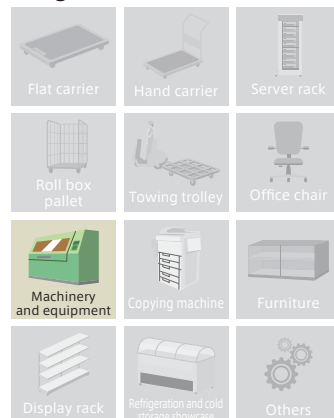 Flat carrier
Hand carrier
Server rack
Roll box
pallet
Towing trolley
Office chair
Machinery
and equipment
Copying machine
Furniture
Display rack
Refrigeration and cold
storage showcase
Others